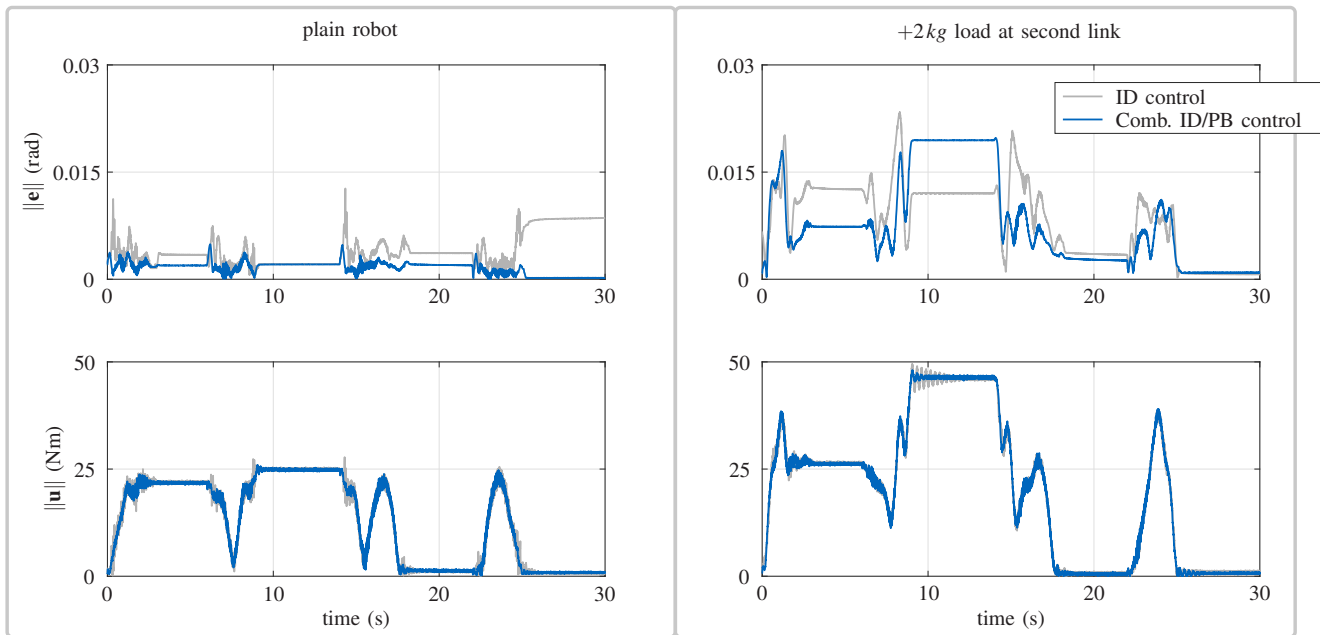 plain robot
0.03
0.015
0
||e|| (rad)
0 10 20 30
50
25
0
||u|| (Nm)
0 10 20 30
time (s)
+2kg load at second link
0.03
0.015
0
ID control
Comb. ID/PB control
0 10 20 30
50
25
0
0 10 20 30
time (s)